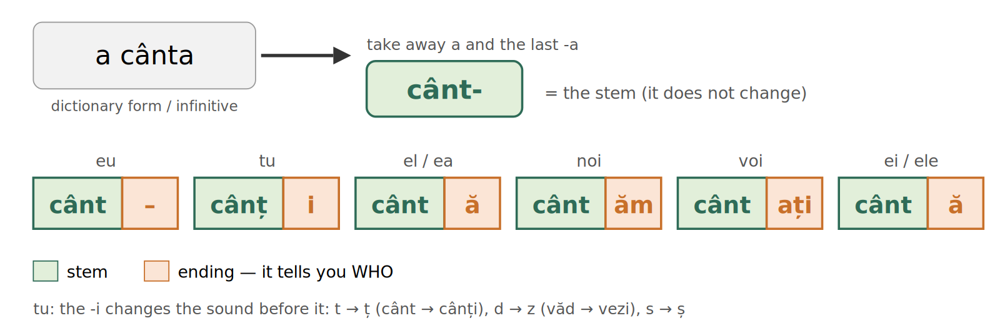 a cânta
dictionary form / infinitive
take away a and the last -a
cânt-
= the stem (it does not change)
eu tu el / ea noi voi ei / ele
cânt – cânț i cânt ă cânt ăm cânt ați cânt ă
stem ending — it tells you WHO
tu: the -i changes the sound before it: t → ț (cânt → cânți), d → z (văd → vezi), s → ș